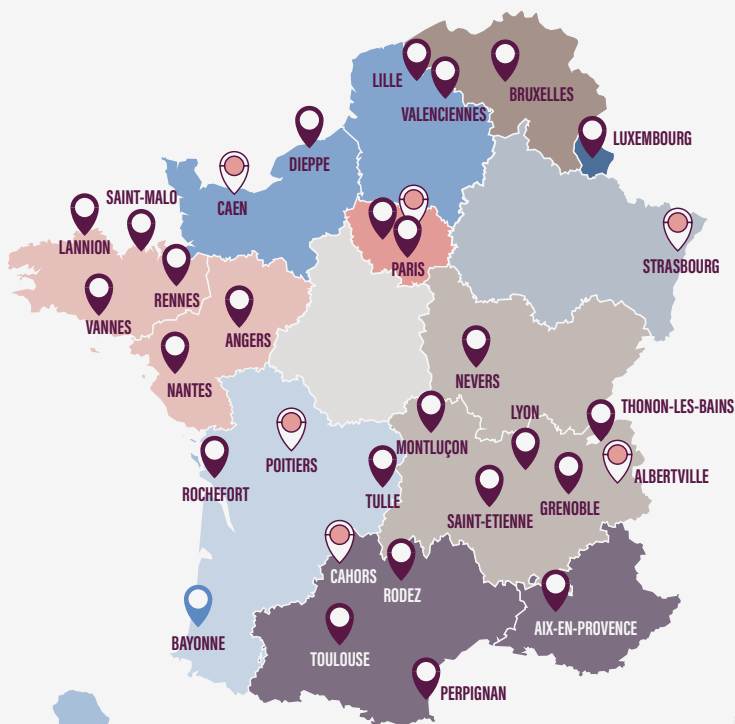 LILLE
VALENCIENNES
BRUXELLES
LUXEMBOURG
DIEPPE
CAEN
SAINT-MALO
LANNION
PARIS
STRASBOURG
RENNES
VANNES
ANGERS
NANTES
NEVERS
THONON-LES-BAINS
LYON
MONTLUÇON
POITIERS
ALBERTVILLE
ROCHEFORT
TULLE
GRENOBLE
SAINT-ETIENNE
CAHORS
RODEZ
AIX-EN-PROVENCE
BAYONNE
TOULOUSE
PERPIGNAN